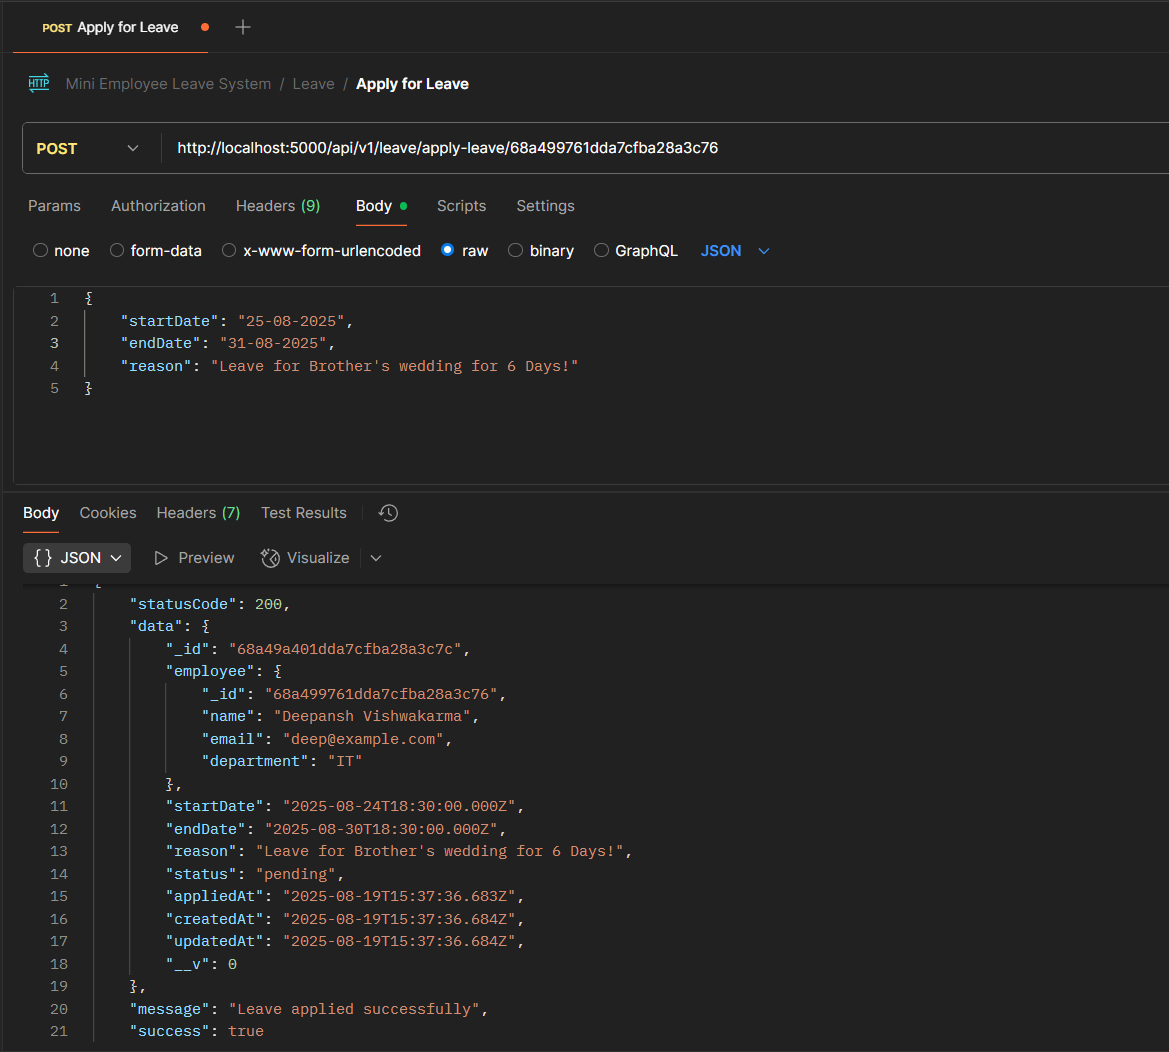 POST Apply for Leave
HTTP Mini Employee Leave System / Leave / Apply for Leave
POST http://localhost:5000/api/v1/leave/apply-leave/68a499761dda7cfba28a3c76
Params Authorization Headers (9) Body Scripts Settings
none form-data x-www-form-urlencoded raw binary GraphQL JSON
1 {
2 "startDate": "25-08-2025",
3 "endDate": "31-08-2025",
4 "reason": "Leave for Brother's wedding for 6 Days!"
5 }
Body Cookies Headers (7) Test Results
{} JSON Preview Visualize
2 "statusCode": 200,
3 "data": {
4 "_id": "68a49a401dda7cfba28a3c7c",
5 "employee": {
6 "_id": "68a499761dda7cfba28a3c76",
7 "name": "Deepansh Vishwakarma",
8 "email": "deep@example.com",
9 "department": "IT"
10 },
11 "startDate": "2025-08-24T18:30:00.000Z",
12 "endDate": "2025-08-30T18:30:00.000Z",
13 "reason": "Leave for Brother's wedding for 6 Days!",
14 "status": "pending",
15 "appliedAt": "2025-08-19T15:37:36.683Z",
16 "createdAt": "2025-08-19T15:37:36.684Z",
17 "updatedAt": "2025-08-19T15:37:36.684Z",
18 "__v": 0
19 },
20 "message": "Leave applied successfully",
21 "success": true